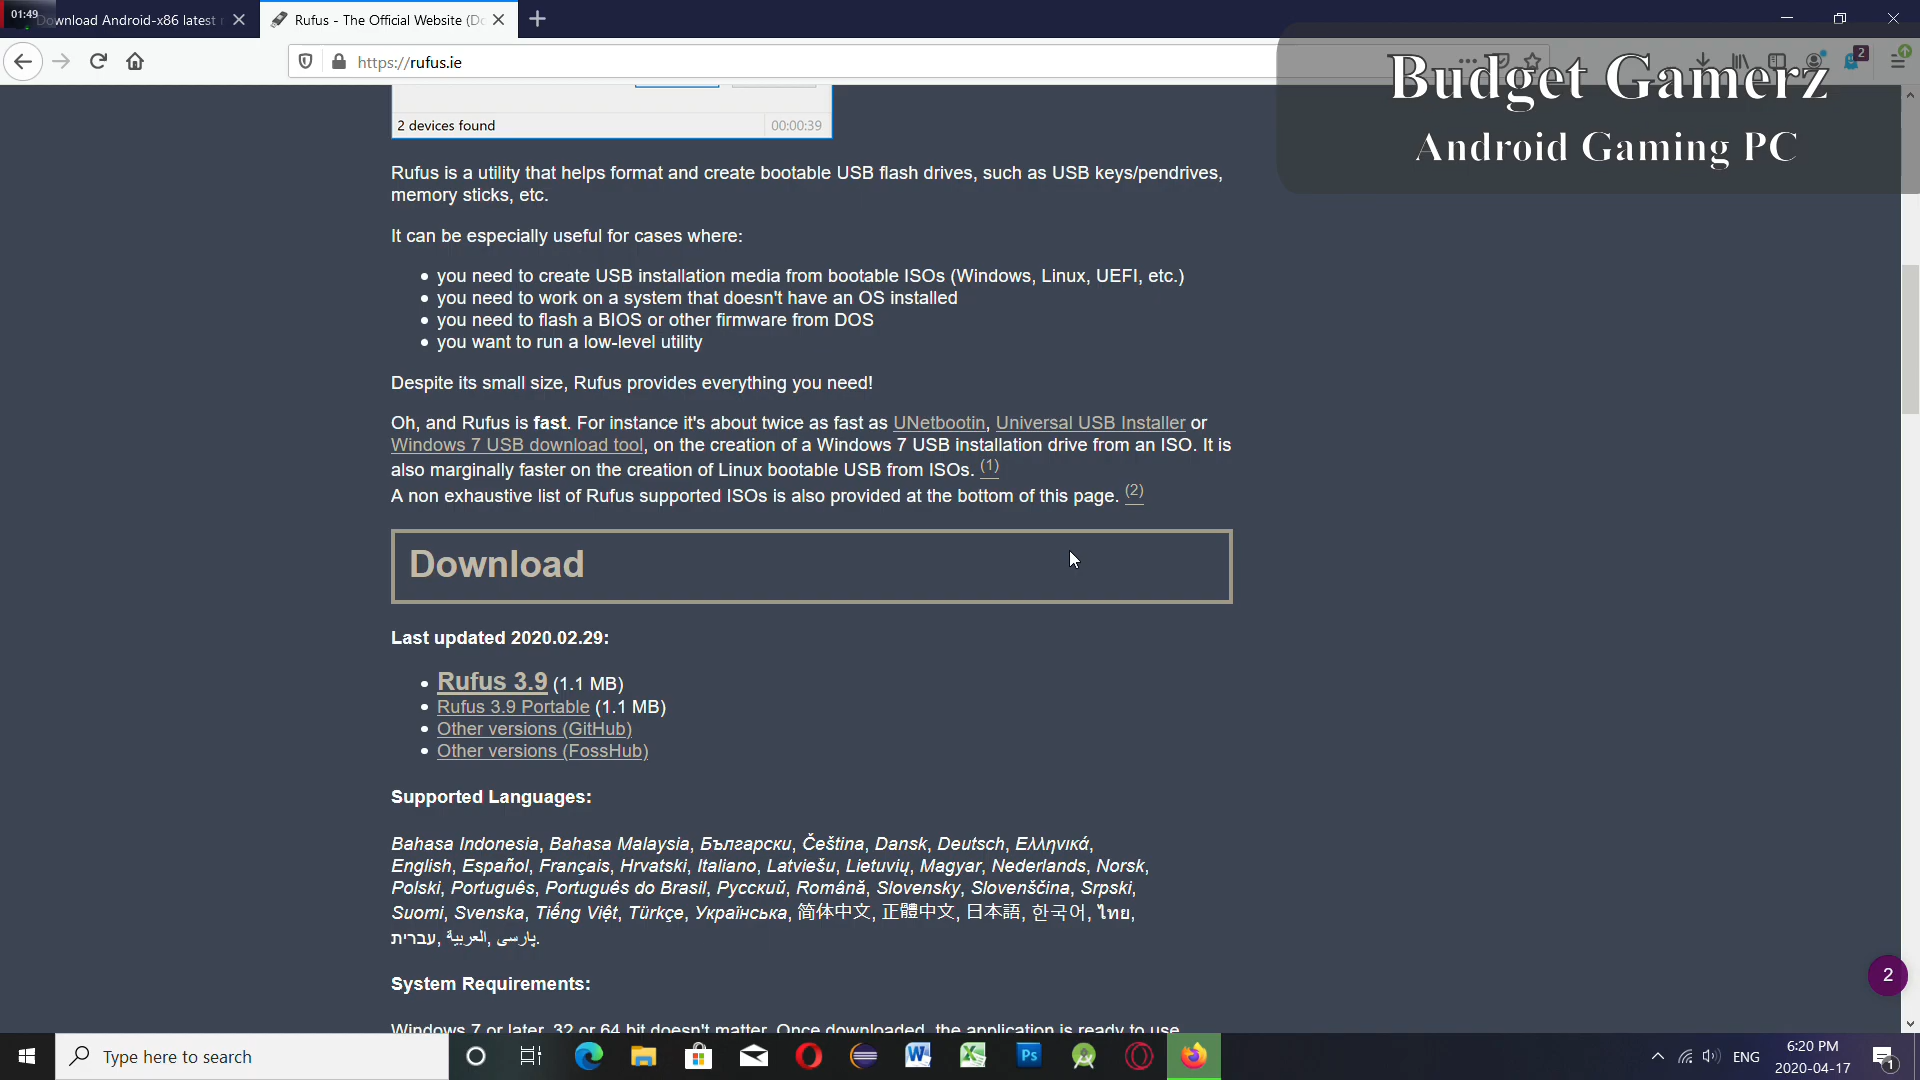 01:49
ownload Android-x86 latest
Rufus - The Official Website (D
https://rufus.ie
2
Budget Gamerz
Android Gaming PC
2 devices found
00:00:39
Rufus is a utility that helps format and create bootable USB flash drives, such as USB keys/pendrives,
memory sticks, etc.
It can be especially useful for cases where:
you need to create USB installation media from bootable ISOs (Windows, Linux, UEFI, etc.)
you need to work on a system that doesn't have an OS installed
you need to flash a BIOS or other firmware from DOS
you want to run a low-level utility
Despite its small size, Rufus provides everything you need!
Oh, and Rufus is fast. For instance it's about twice as fast as UNetbootin, Universal USB Installer or
Windows 7 USB download tool, on the creation of a Windows 7 USB installation drive from an ISO. It is
also marginally faster on the creation of Linux bootable USB from ISOs. (1)
A non exhaustive list of Rufus supported ISOs is also provided at the bottom of this page. (2)
Download
Last updated 2020.02.29:
Rufus 3.9 (1.1 MB)
Rufus 3.9 Portable (1.1 MB)
Other versions (GitHub)
Other versions (FossHub)
Supported Languages:
Bahasa Indonesia, Bahasa Malaysia, Български, Čeština, Dansk, Deutsch, Ελληνικά,
English, Español, Français, Hrvatski, Italiano, Latviešu, Lietuvių, Magyar, Nederlands, Norsk,
Polski, Português, Português do Brasil, Русский, Română, Slovensky, Slovenščina, Srpski,
Suomi, Svenska, Tiếng Việt, Türkçe, Українська, 简体中文, 正體中文, 日本語, 한국어, ไทย,
עברית, العربية, پارسی.
System Requirements:
2
Windows 7 or later, 32 or 64 bit doesn't matter. Once downloaded, the application is ready to use.
Type here to search
W
X
Ps
ENG
6:20 PM
2020-04-17
1